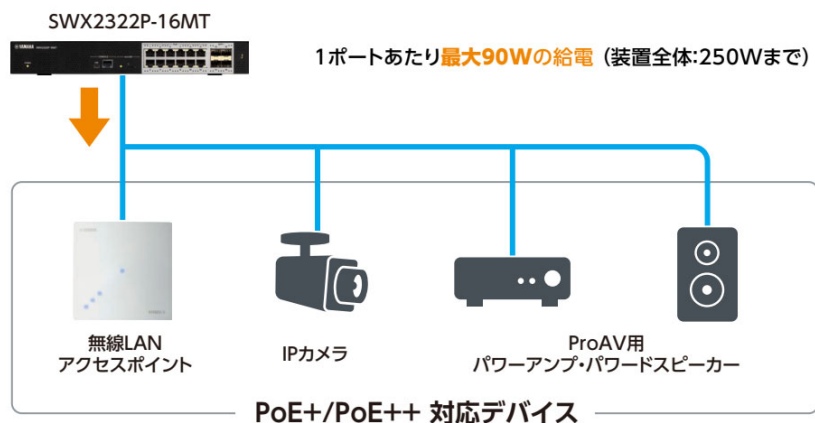 SWX2322P-16MT
1ポートあたり最大90Wの給電（装置全体:250Wまで）
無線LAN
アクセスポイント
IPカメラ
ProAV用
パワーアンプ・パワードスピーカー
PoE+/PoE++ 対応デバイス